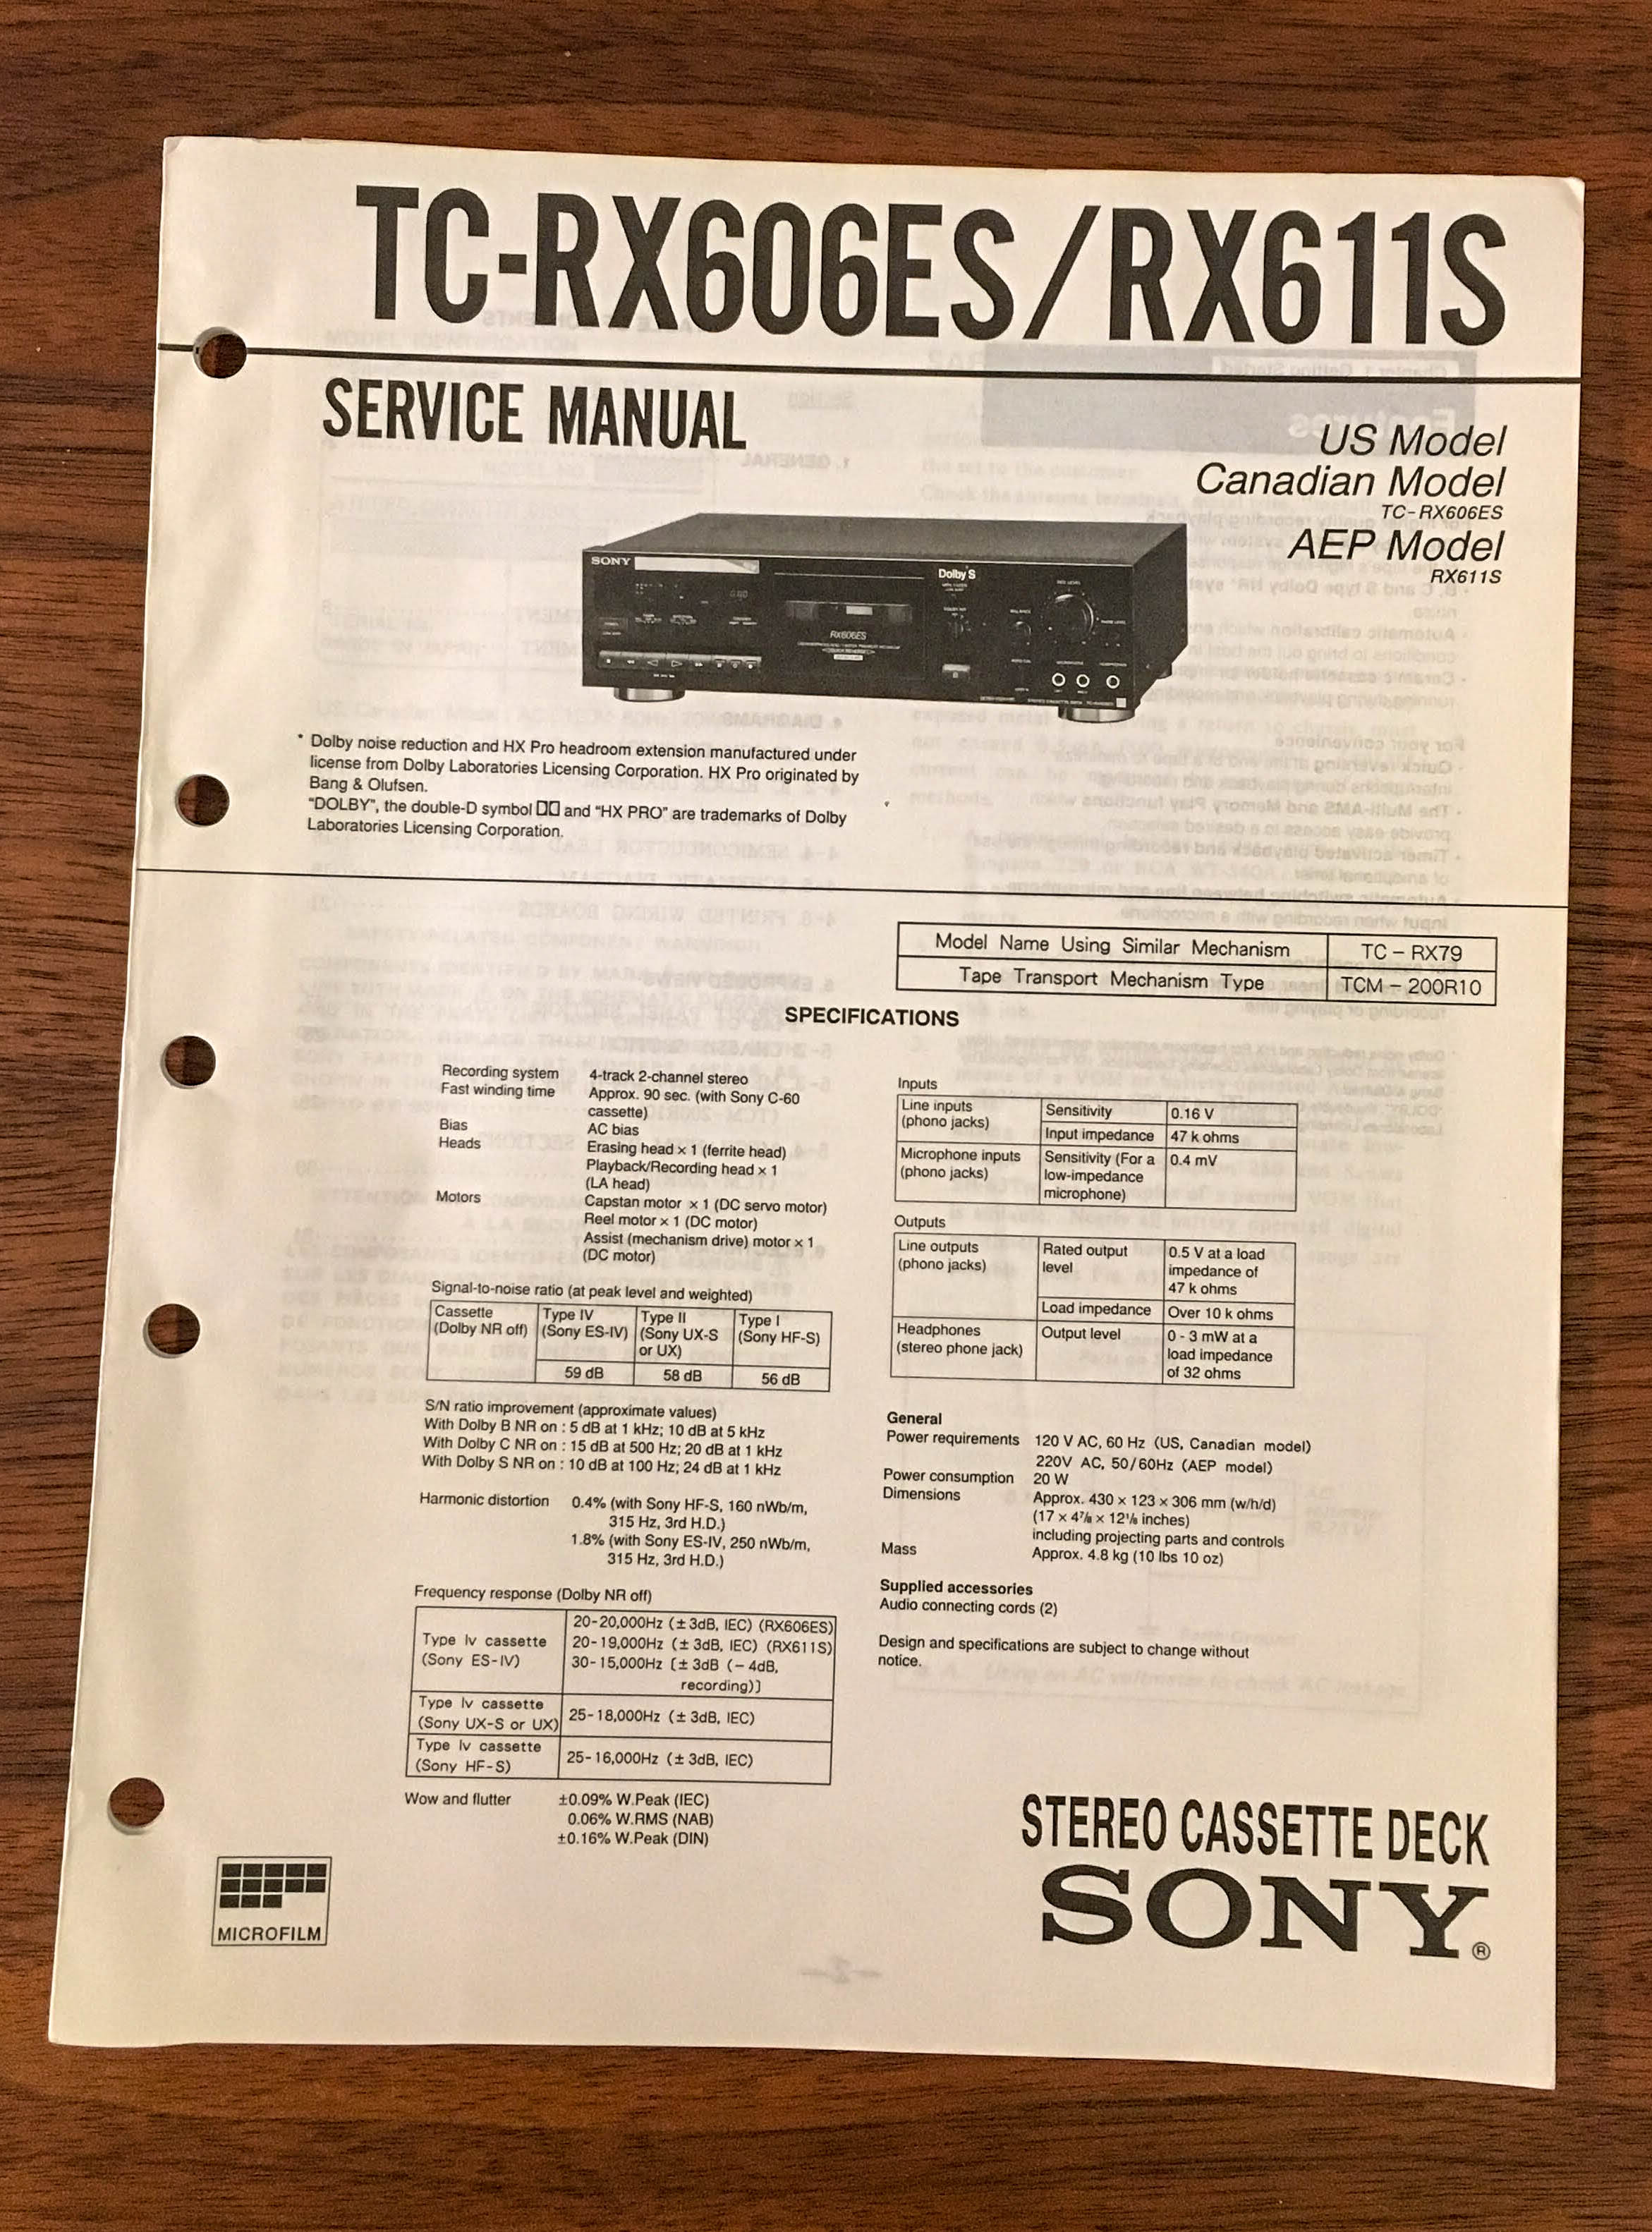 TC-RX606ES/RX611S
SERVICE MANUAL
US Model
Canadian Model
TC-RX606ES
AEP Model
RX611S
SONY
Dolby S
RX606ES
* Dolby noise reduction and HX Pro headroom extension manufactured under
license from Dolby Laboratories Licensing Corporation. HX Pro originated by
Bang & Olufsen.
“DOLBY”, the double-D symbol and “HX PRO” are trademarks of Dolby
Laboratories Licensing Corporation.
Model Name Using Similar Mechanism TC – RX79
Tape Transport Mechanism Type TCM – 200R10
SPECIFICATIONS
Recording system 4-track 2-channel stereo
Fast winding time Approx. 90 sec. (with Sony C-60
cassette)
Bias AC bias
Heads Erasing head × 1 (ferrite head)
Playback/Recording head × 1
(LA head)
Motors Capstan motor × 1 (DC servo motor)
Reel motor × 1 (DC motor)
Assist (mechanism drive) motor × 1
(DC motor)
Signal-to-noise ratio (at peak level and weighted)
Cassette Type IV Type II Type I
(Dolby NR off) (Sony ES-IV) (Sony UX-S (Sony HF-S)
or UX)
59 dB 58 dB 56 dB
S/N ratio improvement (approximate values)
With Dolby B NR on : 5 dB at 1 kHz; 10 dB at 5 kHz
With Dolby C NR on : 15 dB at 500 Hz; 20 dB at 1 kHz
With Dolby S NR on : 10 dB at 100 Hz; 24 dB at 1 kHz
Harmonic distortion 0.4% (with Sony HF-S, 160 nWb/m,
315 Hz, 3rd H.D.)
1.8% (with Sony ES-IV, 250 nWb/m,
315 Hz, 3rd H.D.)
Frequency response (Dolby NR off)
Type Iv cassette
(Sony ES-IV)
20-20,000Hz (±3dB, IEC) (RX606ES)
20-19,000Hz (±3dB, IEC) (RX611S)
30-15,000Hz [±3dB (−4dB,
recording)]
Type Iv cassette
(Sony UX-S or UX)
25-18,000Hz (±3dB, IEC)
Type Iv cassette
(Sony HF-S)
25-16,000Hz (±3dB, IEC)
Wow and flutter ±0.09% W.Peak (IEC)
0.06% W.RMS (NAB)
±0.16% W.Peak (DIN)
Inputs
Line inputs
(phono jacks)
Sensitivity 0.16 V
Input impedance 47 k ohms
Microphone inputs
(phono jacks)
Sensitivity (For a 0.4 mV
low-impedance
microphone)
Outputs
Line outputs
(phono jacks)
Rated output
level
0.5 V at a load
impedance of
47 k ohms
Load impedance Over 10 k ohms
Headphones
(stereo phone jack)
Output level
0 - 3 mW at a
load impedance
of 32 ohms
General
Power requirements 120 V AC, 60 Hz (US, Canadian model)
220V AC, 50/60Hz (AEP model)
Power consumption 20 W
Dimensions Approx. 430 × 123 × 306 mm (w/h/d)
(17 × 4⅞ × 12⅛ inches)
including projecting parts and controls
Mass Approx. 4.8 kg (10 lbs 10 oz)
Supplied accessories
Audio connecting cords (2)
Design and specifications are subject to change without
notice.
MICROFILM
STEREO CASSETTE DECK
SONY®